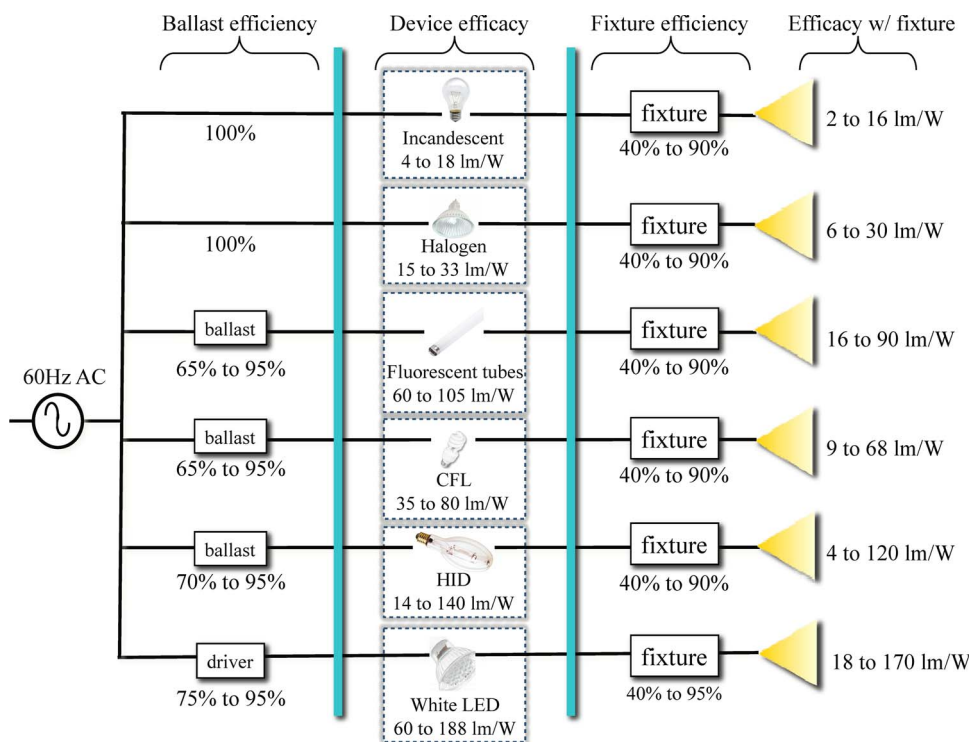 Ballast efficiency
Device efficacy
Fixture efficiency
Efficacy w/ fixture
100%
Incandescent
4 to 18 lm/W
fixture
40% to 90%
2 to 16 lm/W
100%
Halogen
15 to 33 lm/W
fixture
40% to 90%
6 to 30 lm/W
ballast
65% to 95%
Fluorescent tubes
60 to 105 lm/W
fixture
40% to 90%
16 to 90 lm/W
60Hz AC
ballast
65% to 95%
CFL
35 to 80 lm/W
fixture
40% to 90%
9 to 68 lm/W
ballast
70% to 95%
HID
14 to 140 lm/W
fixture
40% to 90%
4 to 120 lm/W
driver
75% to 95%
White LED
60 to 188 lm/W
fixture
40% to 95%
18 to 170 lm/W